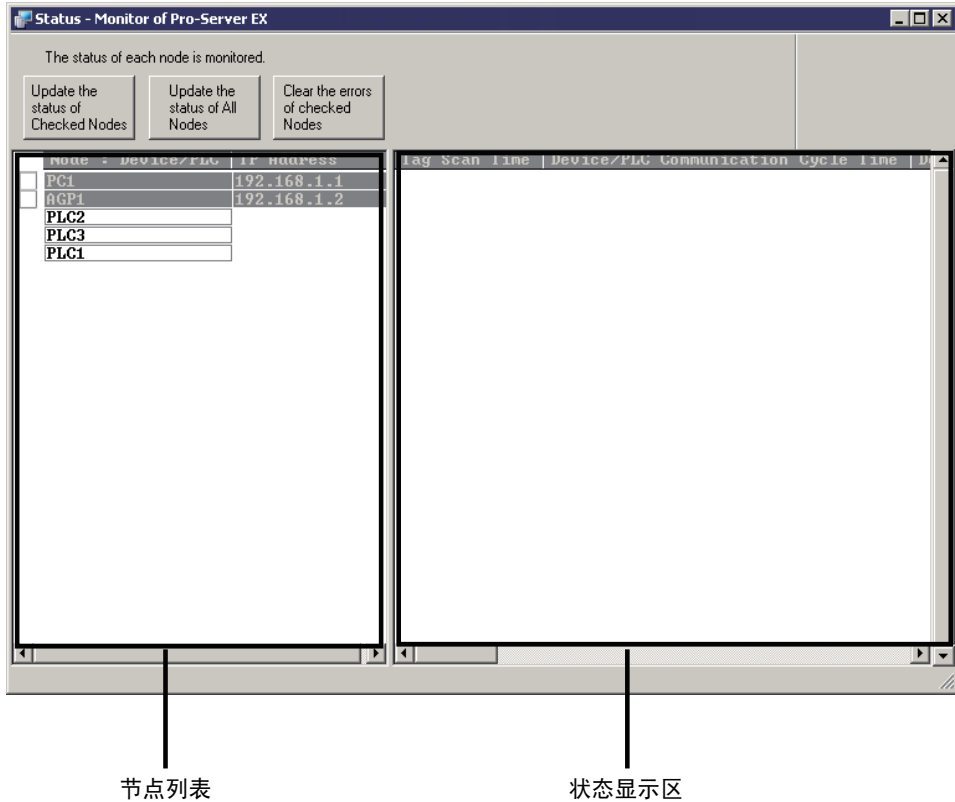 Status - Monitor of Pro-Server EX
The status of each node is monitored.
Update the
status of
Checked Nodes
Update the
status of All
Nodes
Clear the errors
of checked
Nodes
Node : Device/PLC IP Address
PC1 192.168.1.1
AGP1 192.168.1.2
PLC2
PLC3
PLC1
Tag Scan Time Device/PLC Communication Cycle Time
节点列表
状态显示区